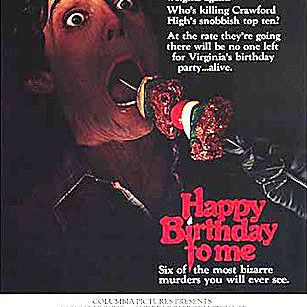 Who's killing Crawford
High's snobbish top ten?
At the rate they're going
there will be no one left
for Virginia's birthday
party...alive.
Happy
Birthday
to me
Six of the most bizarre
murders you will ever see.
COLUMBIA PICTURES PRESENTS